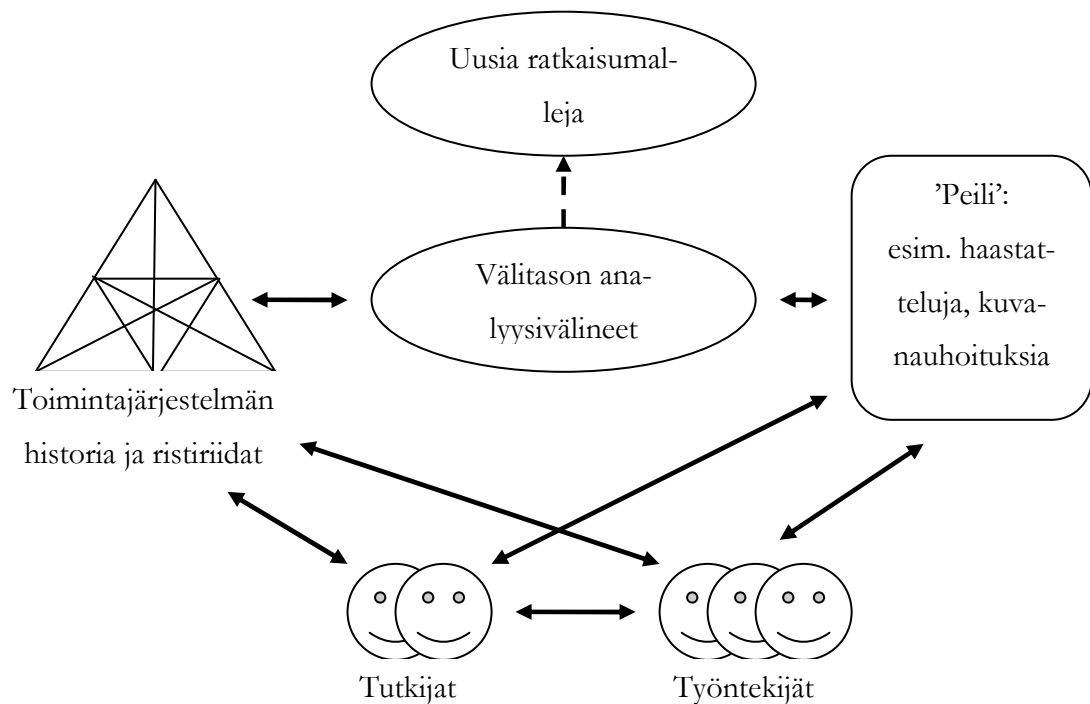 Uusia ratkaisumal-
leja
Välitason ana-
lyysivälineet
’Peili’:
esim. haastat-
teluja, kuva-
nauhoituksia
Toimintajärjestelmän
historia ja ristiriidat
Tutkijat
Työntekijät